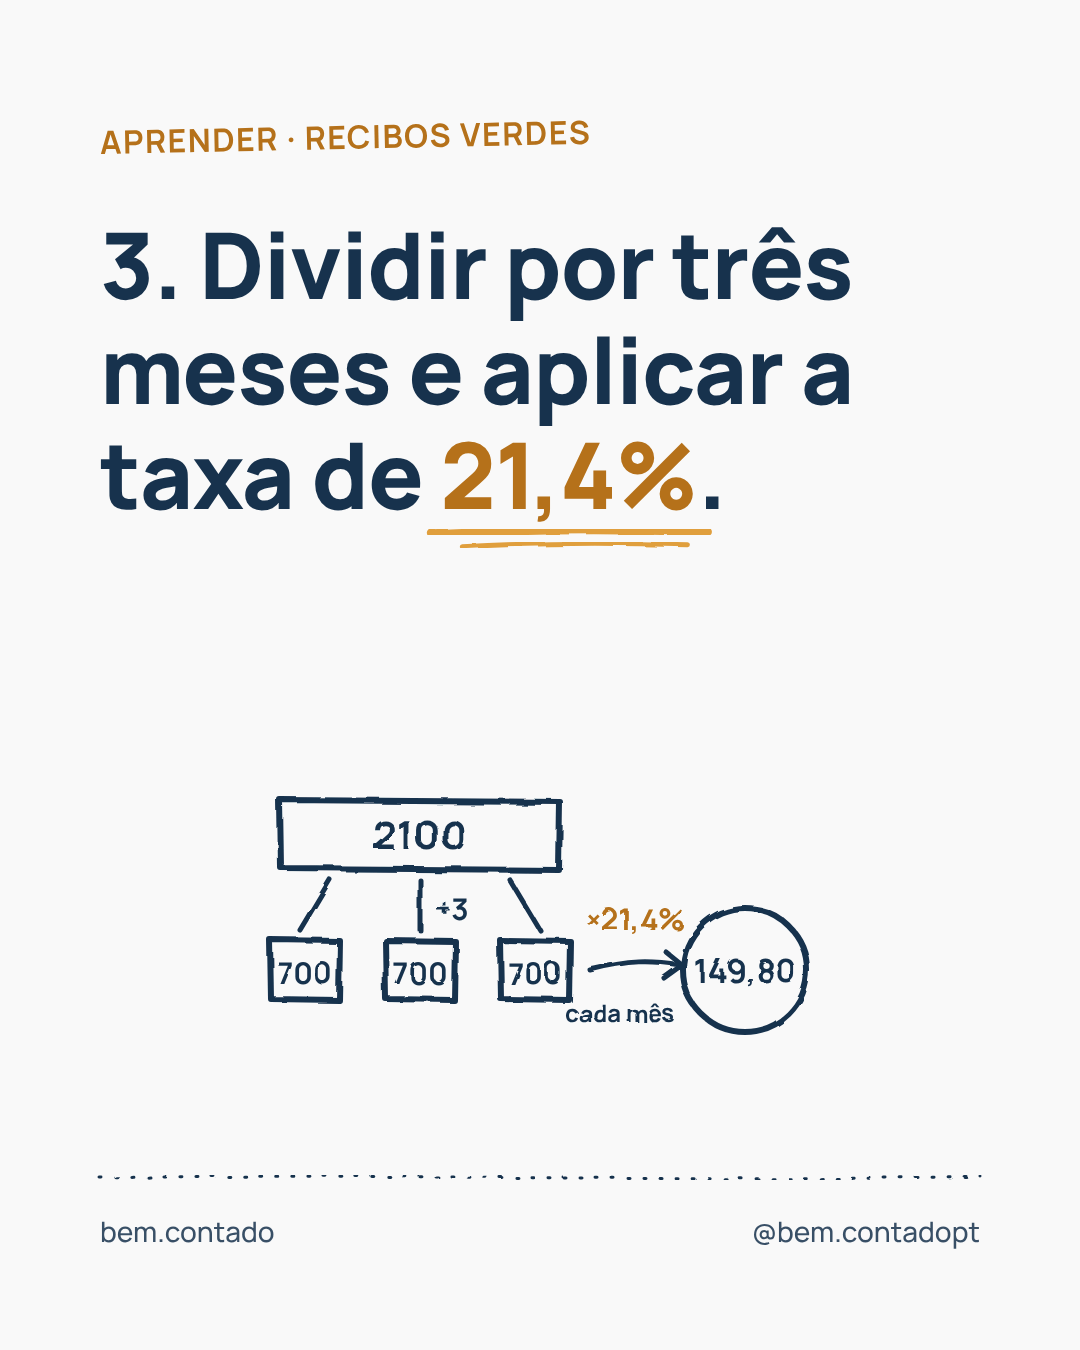 APRENDER · RECIBOS VERDES
3. Dividir por três
meses e aplicar a
taxa de 21,4%.
2100
÷3
×21,4%
700
700
700
149,80
cada mês
bem.contado
@bem.contadopt